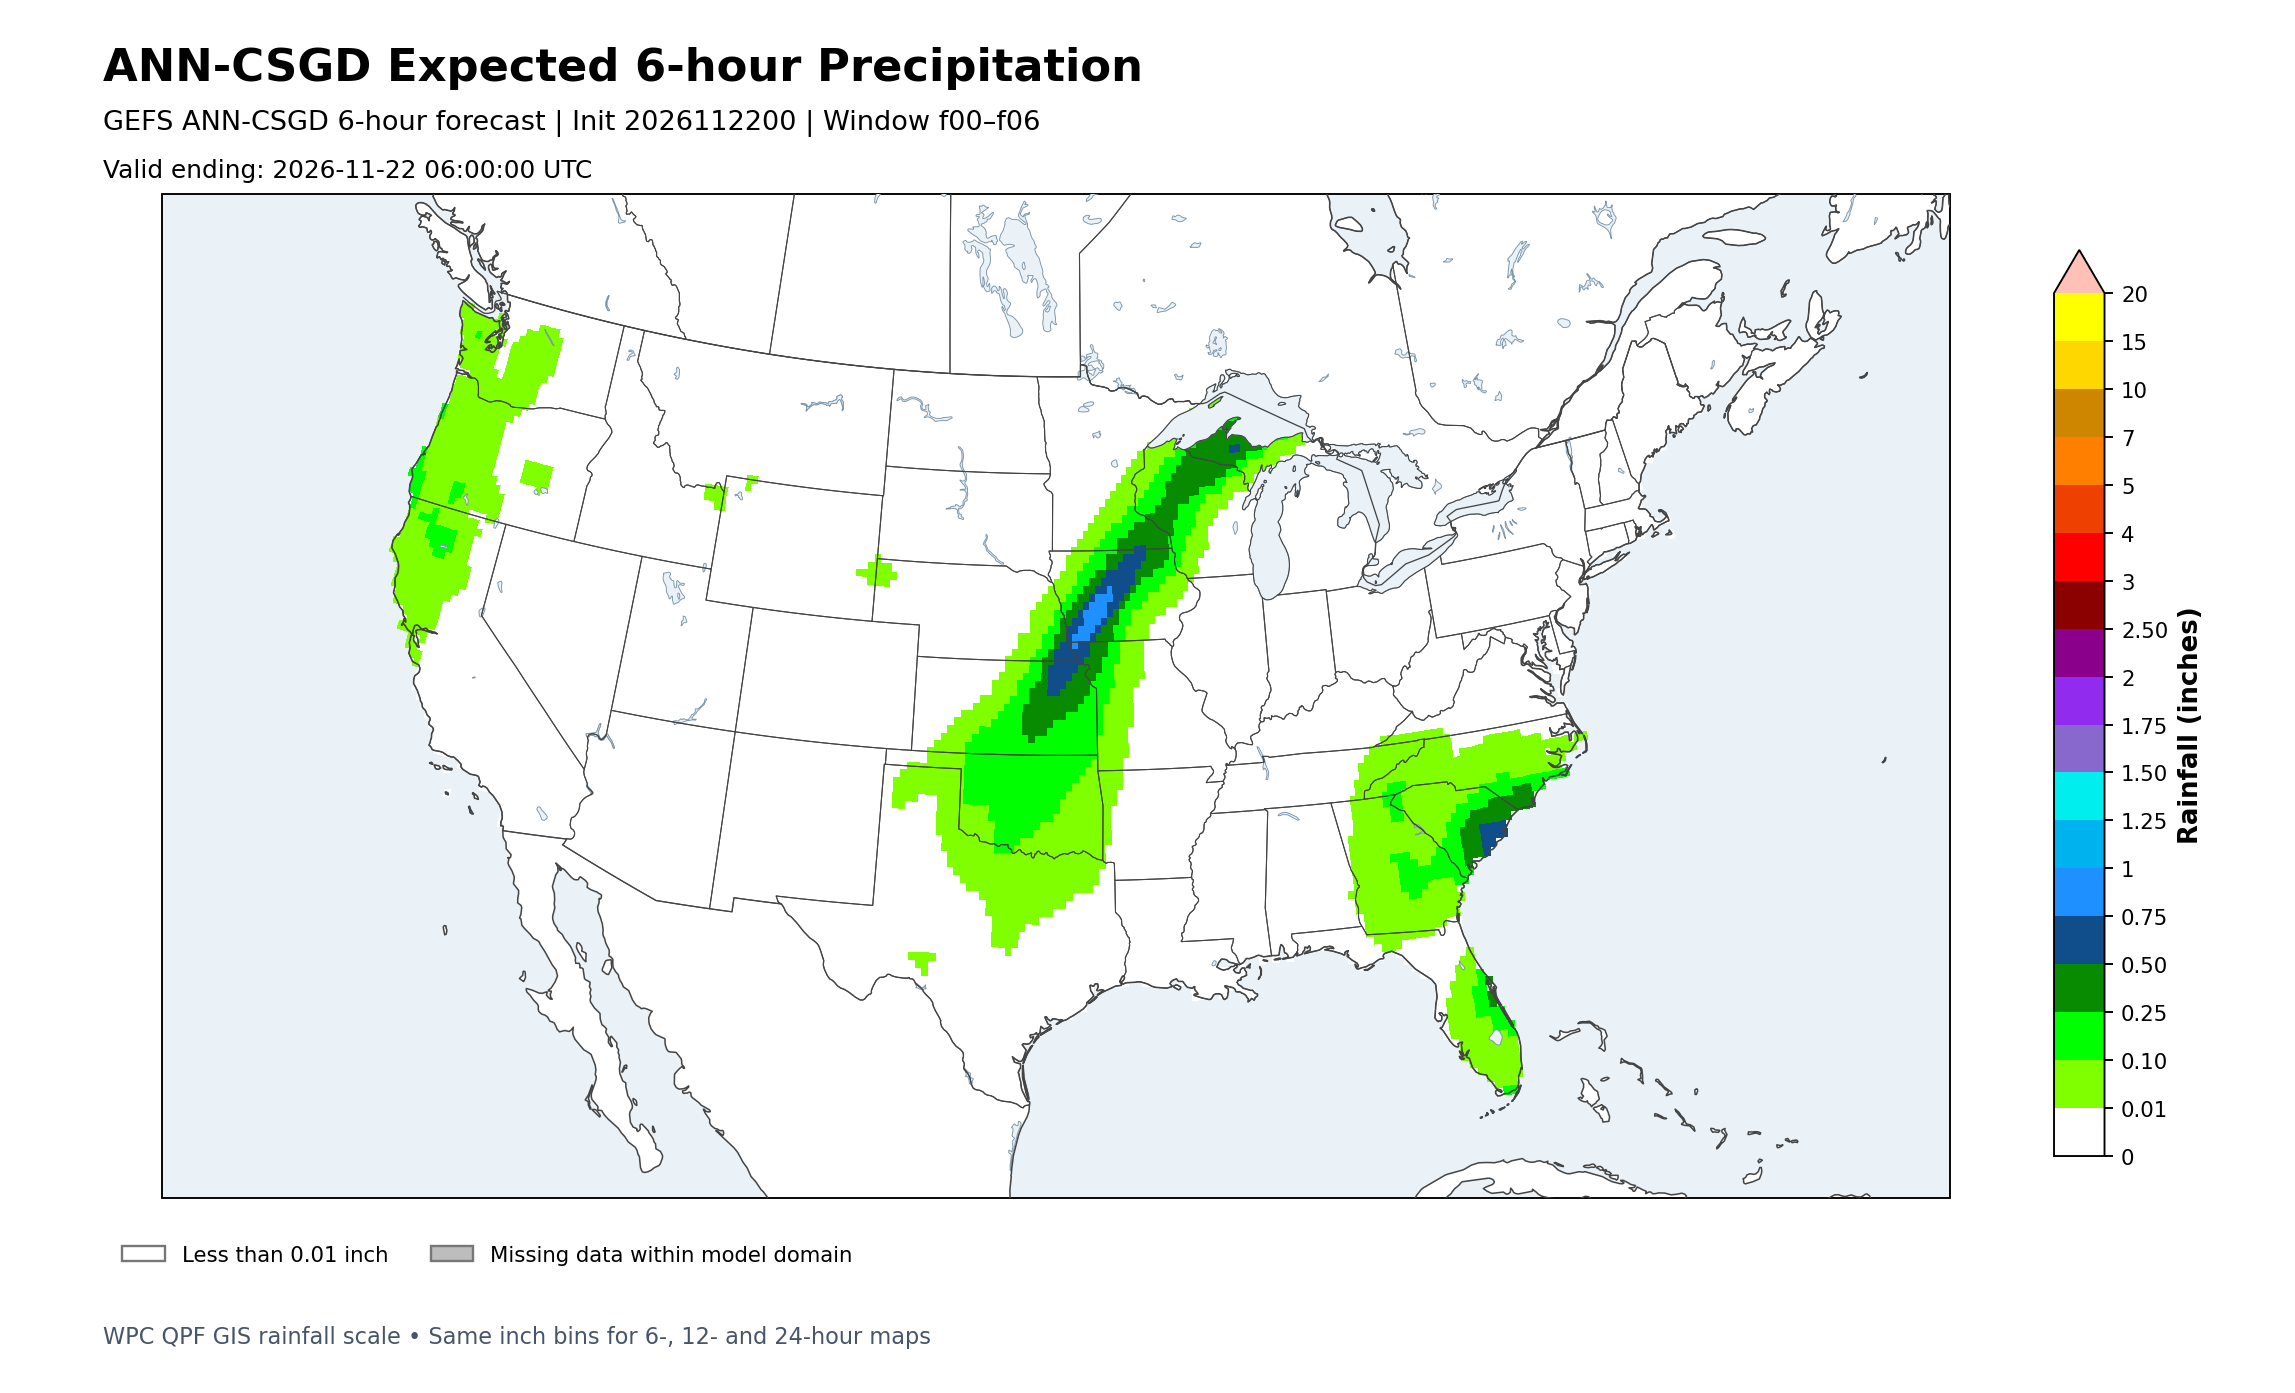 ANN-CSGD Expected 6-hour Precipitation
GEFS ANN-CSGD 6-hour forecast | Init 2026112200 | Window f00–f06
Valid ending: 2026-11-22 06:00:00 UTC
20
15
10
7
5
4
3
2.50
2
1.75
1.50
1.25
1
0.75
0.50
0.25
0.10
0.01
0
Rainfall (inches)
Less than 0.01 inch
Missing data within model domain
WPC QPF GIS rainfall scale • Same inch bins for 6-, 12- and 24-hour maps